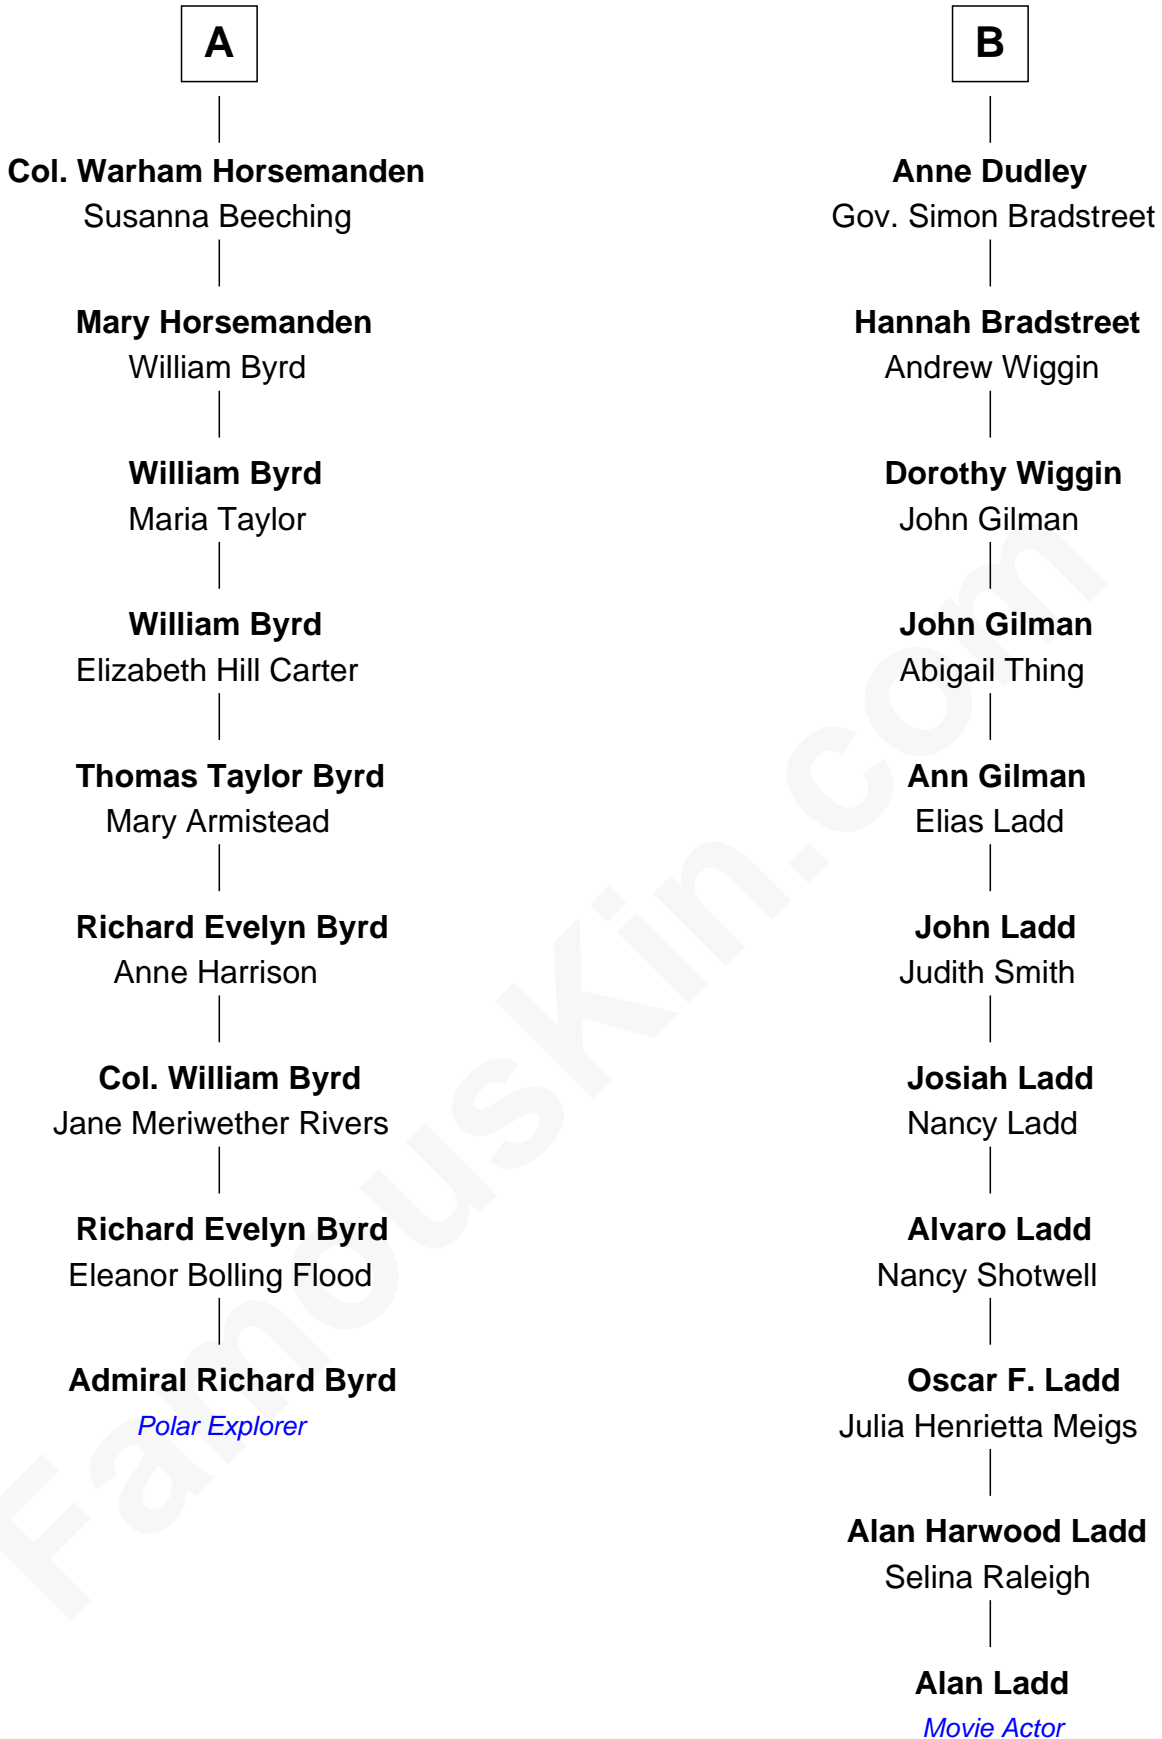 A
Col. Warham Horsemanden
Susanna Beeching
Mary Horsemanden
William Byrd
William Byrd
Maria Taylor
William Byrd
Elizabeth Hill Carter
Thomas Taylor Byrd
Mary Armistead
Richard Evelyn Byrd
Anne Harrison
Col. William Byrd
Jane Meriwether Rivers
Richard Evelyn Byrd
Eleanor Bolling Flood
Admiral Richard Byrd
Polar Explorer
B
Anne Dudley
Gov. Simon Bradstreet
Hannah Bradstreet
Andrew Wiggin
Dorothy Wiggin
John Gilman
John Gilman
Abigail Thing
Ann Gilman
Elias Ladd
John Ladd
Judith Smith
Josiah Ladd
Nancy Ladd
Alvaro Ladd
Nancy Shotwell
Oscar F. Ladd
Julia Henrietta Meigs
Alan Harwood Ladd
Selina Raleigh
Alan Ladd
Movie Actor
FamousKin.com